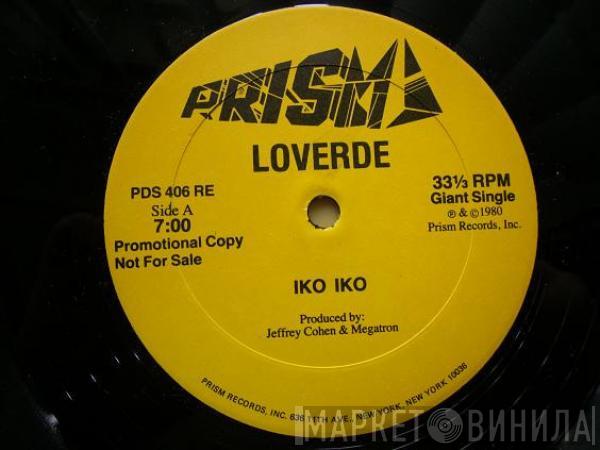 PRISM
LOVERDE
PDS 406 RE
Side A
7:00
Promotional Copy
Not For Sale
33⅓ RPM
Giant Single
℗ & © 1980
Prism Records, Inc.
IKO IKO
Produced by:
Jeffrey Cohen & Megatron
PRISM RECORDS, INC. 636 11TH AVE., NEW YORK, NEW YORK 10036
МАРКЕТ ВИНИЛА